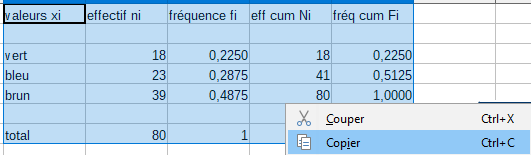 valeurs xi effectif ni fréquence fi eff cum Ni fréq cum Fi
vert 18 0,2250 18 0,2250
bleu 23 0,2875 41 0,5125
brun 39 0,4875 80 1,0000
Couper Ctrl+X
total 80 1 Copier Ctrl+C